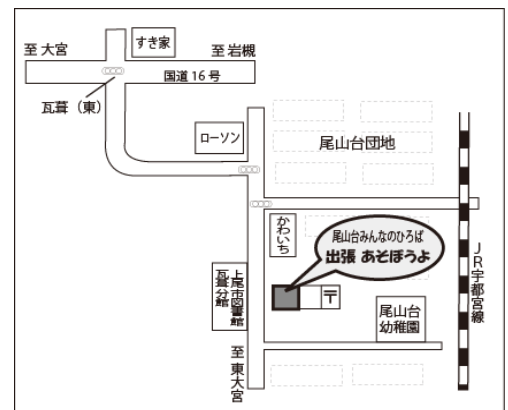 すき家
至 大宮
至 岩槻
国道16号
瓦葺（東）
ローソン
尾山台団地
かわいち
尾山台みんなのひろば
出張 あそぼうよ
JR宇都宮線
上尾市図書館
瓦葺分館
〒
尾山台
幼稚園
至 東大宮